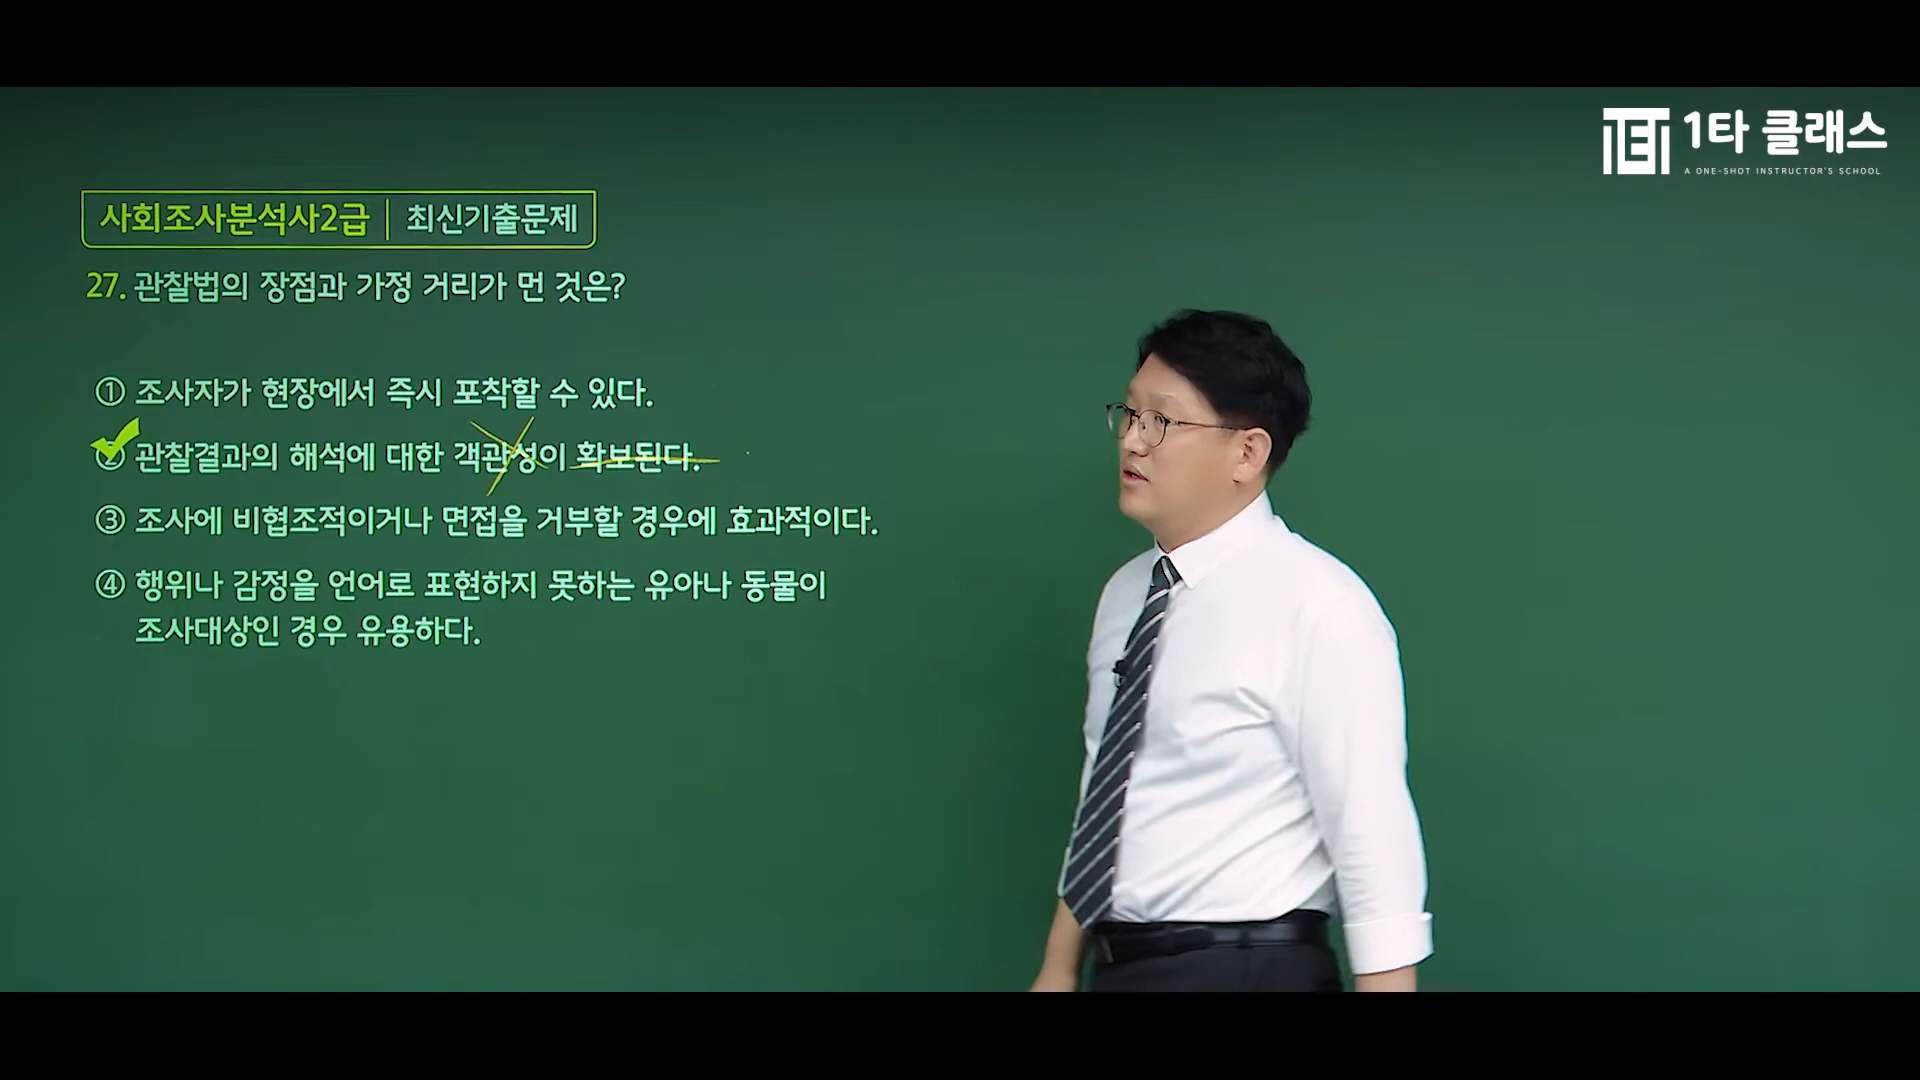 1타 클래스
A ONE-SHOT INSTRUCTOR'S SCHOOL
사회조사분석사2급 | 최신기출문제
27. 관찰법의 장점과 가정 거리가 먼 것은?
① 조사자가 현장에서 즉시 포착할 수 있다.
② 관찰결과의 해석에 대한 객관성이 확보된다.
③ 조사에 비협조적이거나 면접을 거부할 경우에 효과적이다.
④ 행위나 감정을 언어로 표현하지 못하는 유아나 동물이
조사대상인 경우 유용하다.